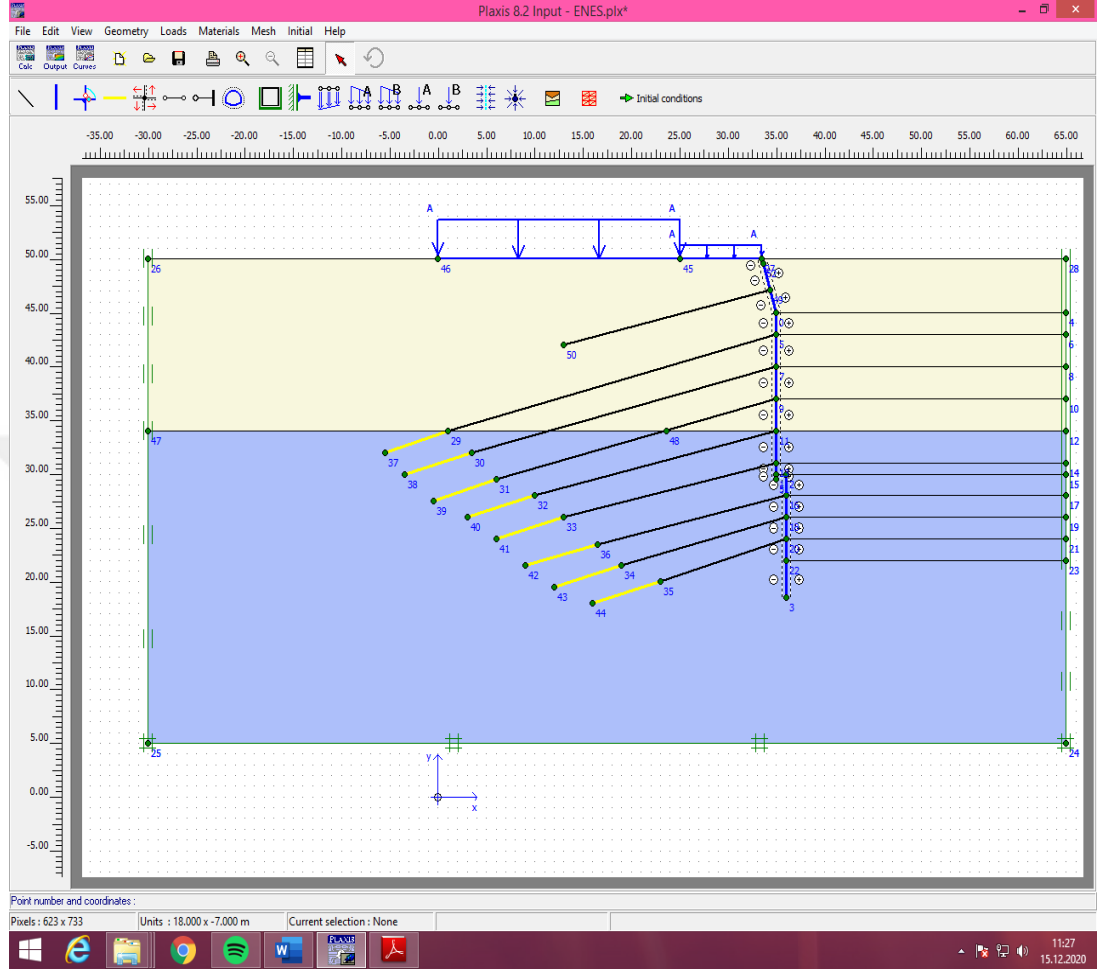 Plaxis 8.2 Input - ENES.plx*
File Edit View Geometry Loads Materials Mesh Initial Help
Calc Output Curves
A B A B Initial conditions
-35.00 -30.00 -25.00 -20.00 -15.00 -10.00 -5.00 0.00 5.00 10.00 15.00 20.00 25.00 30.00 35.00 40.00 45.00 50.00 55.00 60.00 65.00
55.00
A A
A A
50.00
26 46 45 28
45.00
4
6
40.00
50
8
10
35.00
47 29 48 11 12
37 30
30.00
38 31 14
15
39 32 17
25.00
40 33 19
41 36 21
42 34 22 23
20.00
43 35
44 3
15.00
10.00
5.00
25 24
y
0.00
x
-5.00
Point number and coordinates :
Pixels : 623 x 733 Units : 18.000 x -7.000 m Current selection : None
11:27
15.12.2020